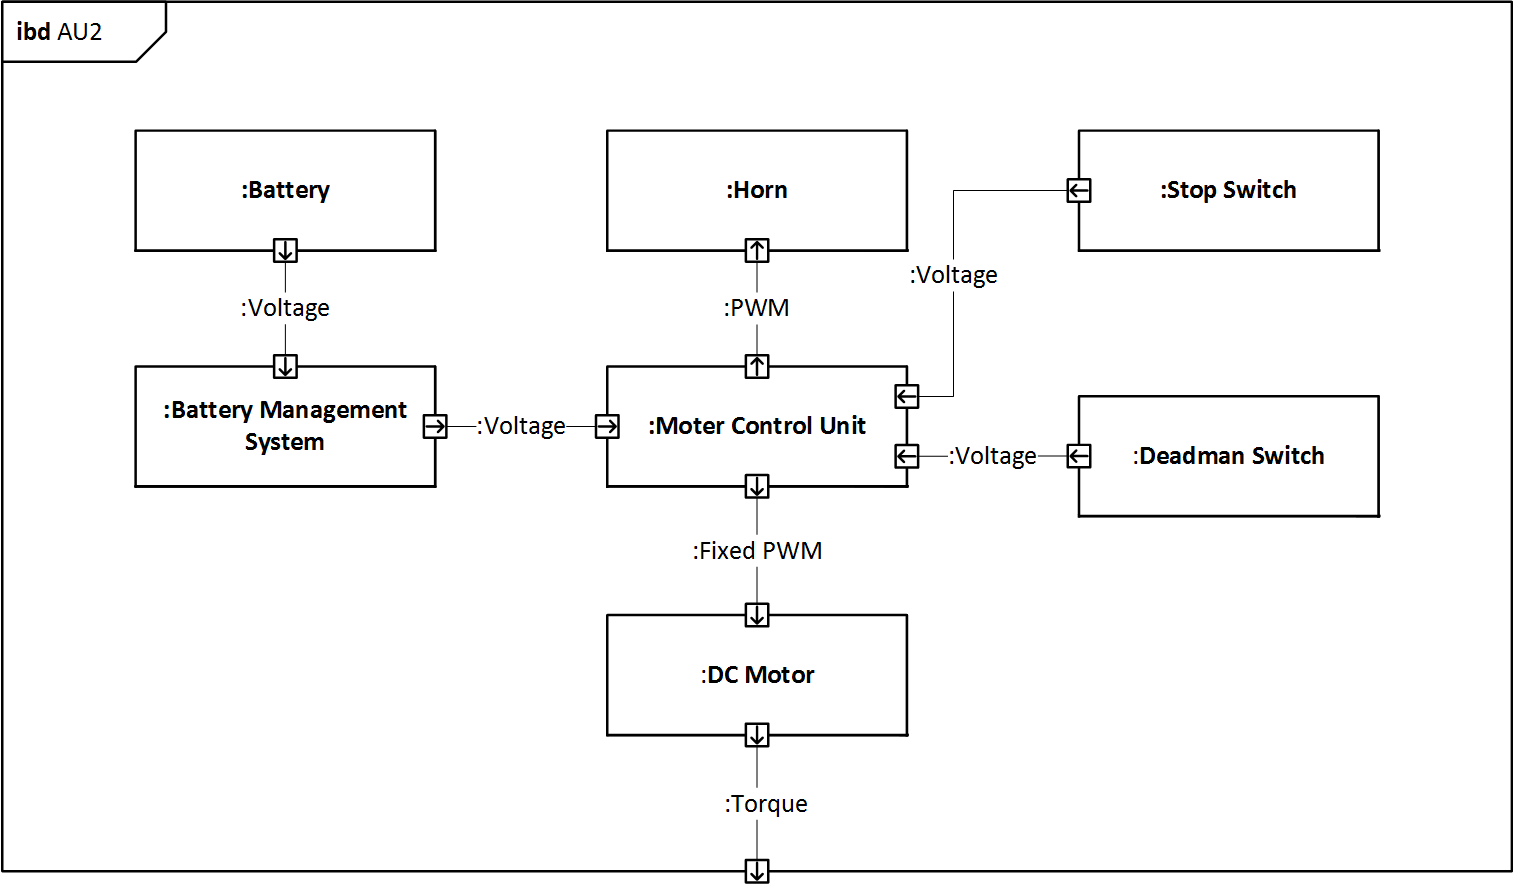 ibd AU2
:Battery
:Horn
:Stop Switch
:Voltage
:Voltage
:PWM
:Battery Management
System
:Voltage
:Moter Control Unit
:Voltage
:Deadman Switch
:Fixed PWM
:DC Motor
:Torque